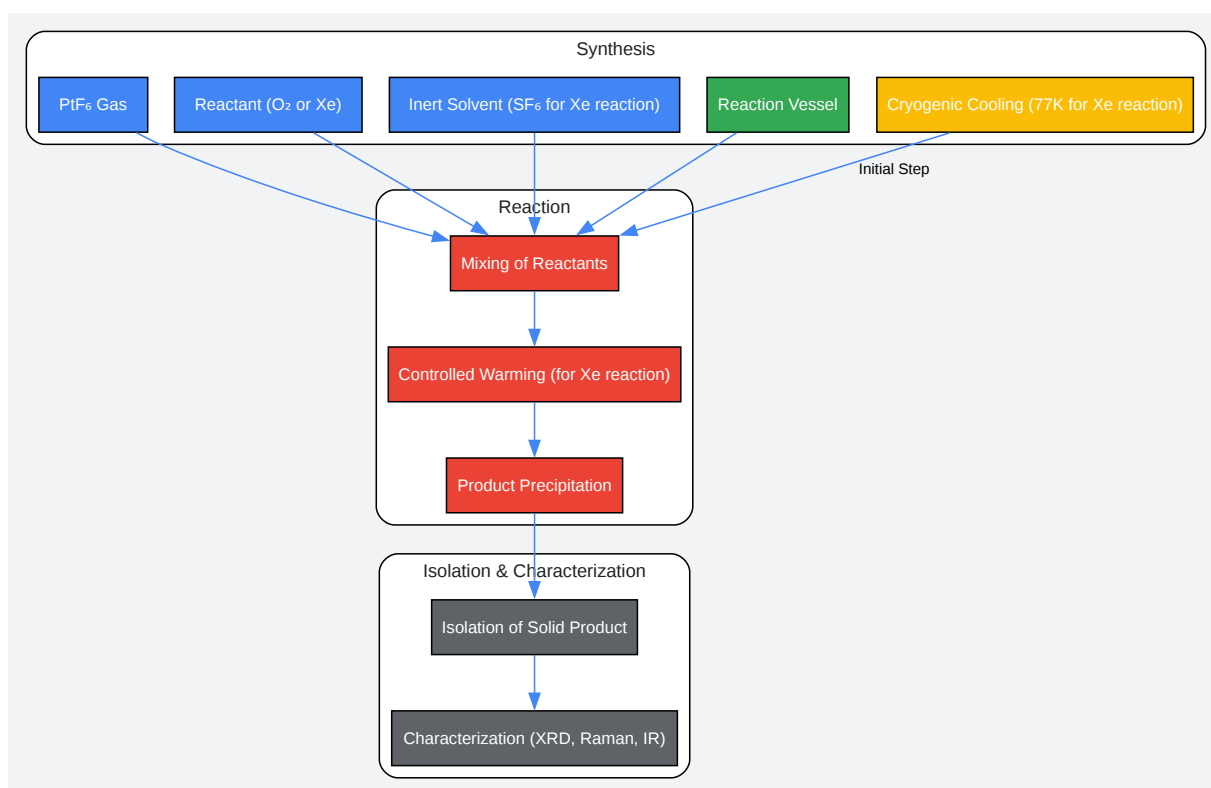 Synthesis
PtF₆ Gas
Reactant (O₂ or Xe)
Inert Solvent (SF₆ for Xe reaction)
Reaction Vessel
Cryogenic Cooling (77K for Xe reaction)
Initial Step
Reaction
Mixing of Reactants
Controlled Warming (for Xe reaction)
Product Precipitation
Isolation & Characterization
Isolation of Solid Product
Characterization (XRD, Raman, IR)